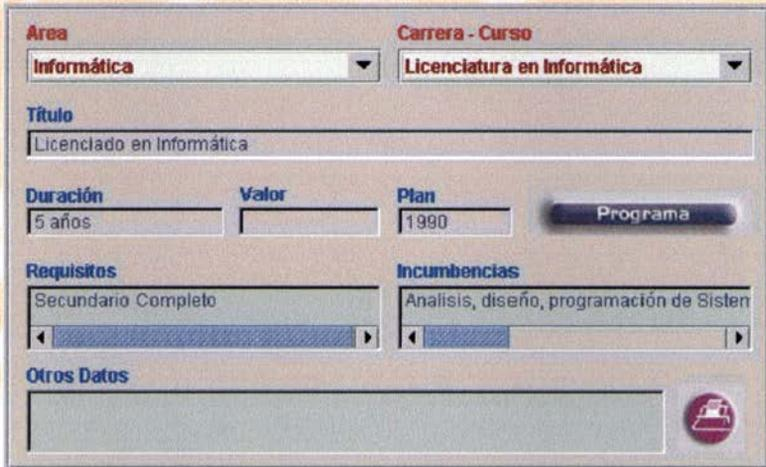 Area
Carrera - Curso
Informática
Licenciatura en Informática
Título
Licenciado en Informática
Duración
Valor
Plan
5 años
1990
Programa
Requisitos
Incumbencias
Secundario Completo
Analisis, diseño, programación de Sistem
Otros Datos